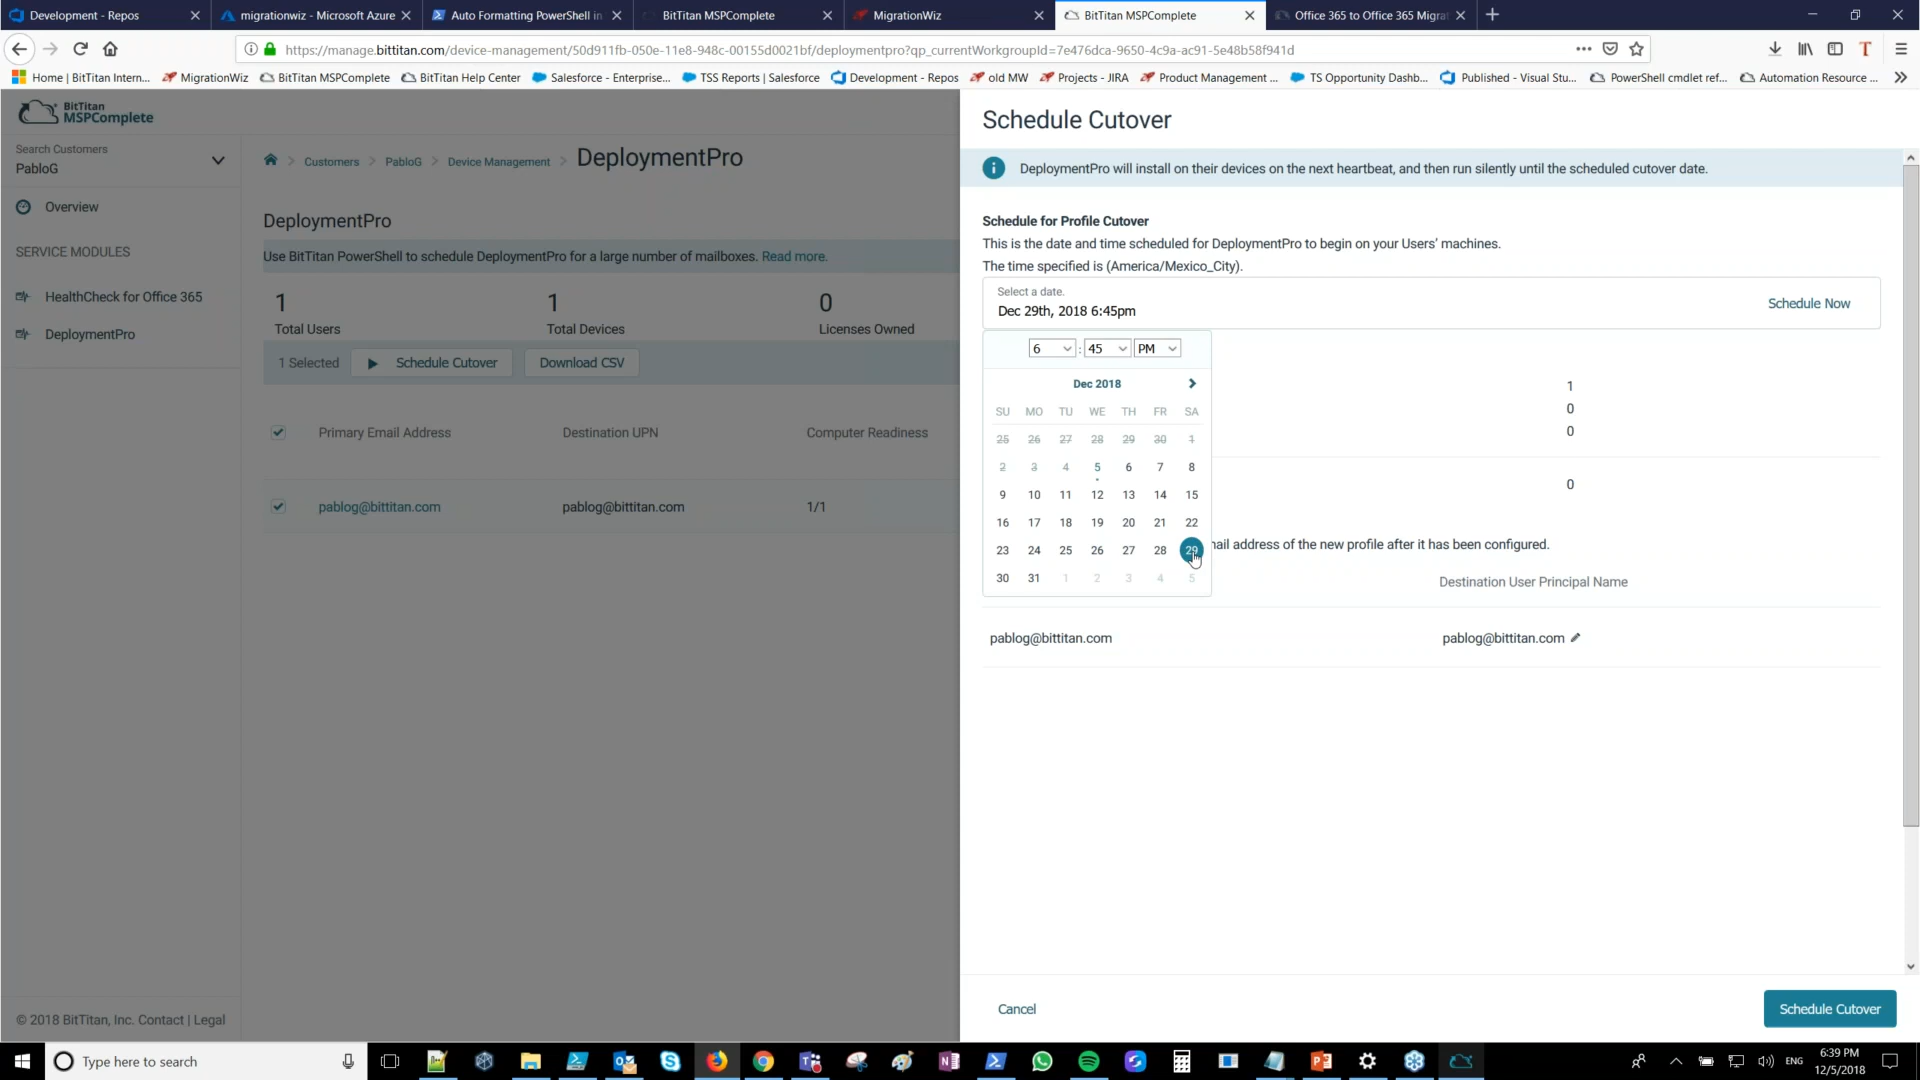 Development - Repos
migrationwiz - Microsoft Azure
Auto Formatting PowerShell in
BitTitan MSPComplete
MigrationWiz
BitTitan MSPComplete
Office 365 to Office 365 Migrat
https://manage.bittitan.com/device-management/50d911fb-050e-11e8-948c-00155d0021bf/deploymentpro?qp_currentWorkgroupId=7e476dca-9650-4c9a-ac91-5e48b58f941d
Home | BitTitan Intern...
MigrationWiz
BitTitan MSPComplete
BitTitan Help Center
Salesforce - Enterprise...
TSS Reports | Salesforce
Development - Repos
old MW
Projects - JIRA
Product Management ...
TS Opportunity Dashb...
Published - Visual Stu...
PowerShell cmdlet ref...
Automation Resource ...
BitTitan
MSPComplete
Search Customers
PabloG
Overview
SERVICE MODULES
HealthCheck for Office 365
DeploymentPro
© 2018 BitTitan, Inc. Contact | Legal
Customers > PabloG > Device Management > DeploymentPro
DeploymentPro
Use BitTitan PowerShell to schedule DeploymentPro for a large number of mailboxes. Read more.
1 1 0
Total Users Total Devices Licenses Owned
1 Selected Schedule Cutover Download CSV
Primary Email Address Destination UPN Computer Readiness
pablog@bittitan.com pablog@bittitan.com 1/1
Schedule Cutover
DeploymentPro will install on their devices on the next heartbeat, and then run silently until the scheduled cutover date.
Schedule for Profile Cutover
This is the date and time scheduled for DeploymentPro to begin on your Users' machines.
The time specified is (America/Mexico_City).
Select a date.
Dec 29th, 2018 6:45pm
Schedule Now
6 : 45 PM
Dec 2018
SU MO TU WE TH FR SA
25 26 27 28 29 30 1
2 3 4 5 6 7 8
9 10 11 12 13 14 15
16 17 18 19 20 21 22
23 24 25 26 27 28 29
30 31 1 2 3 4 5
1
0
0
0
ail address of the new profile after it has been configured.
Destination User Principal Name
pablog@bittitan.com pablog@bittitan.com
Cancel
Schedule Cutover
Type here to search
ENG
6:39 PM
12/5/2018